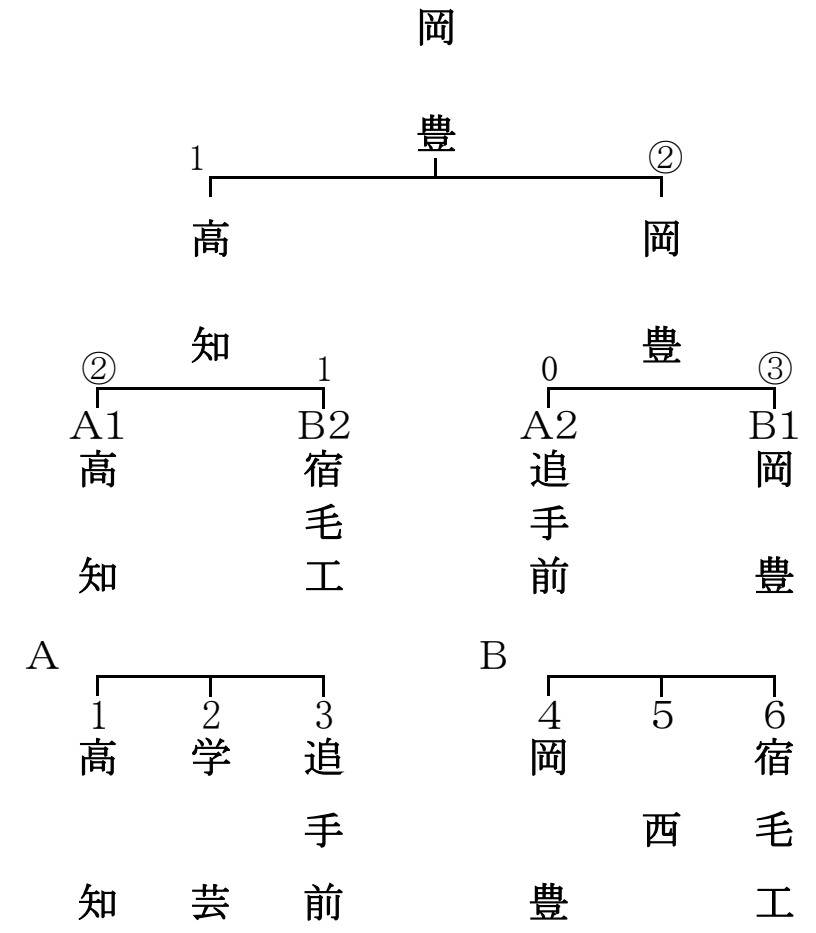 岡豊
1 ②
高知 岡豊
② 1 0 ③
A1 B2 A2 B1
高知 宿毛工 追手前 岡豊
A B
1 2 3 4 5 6
高知 学芸 追手前 岡豊 西 宿毛工